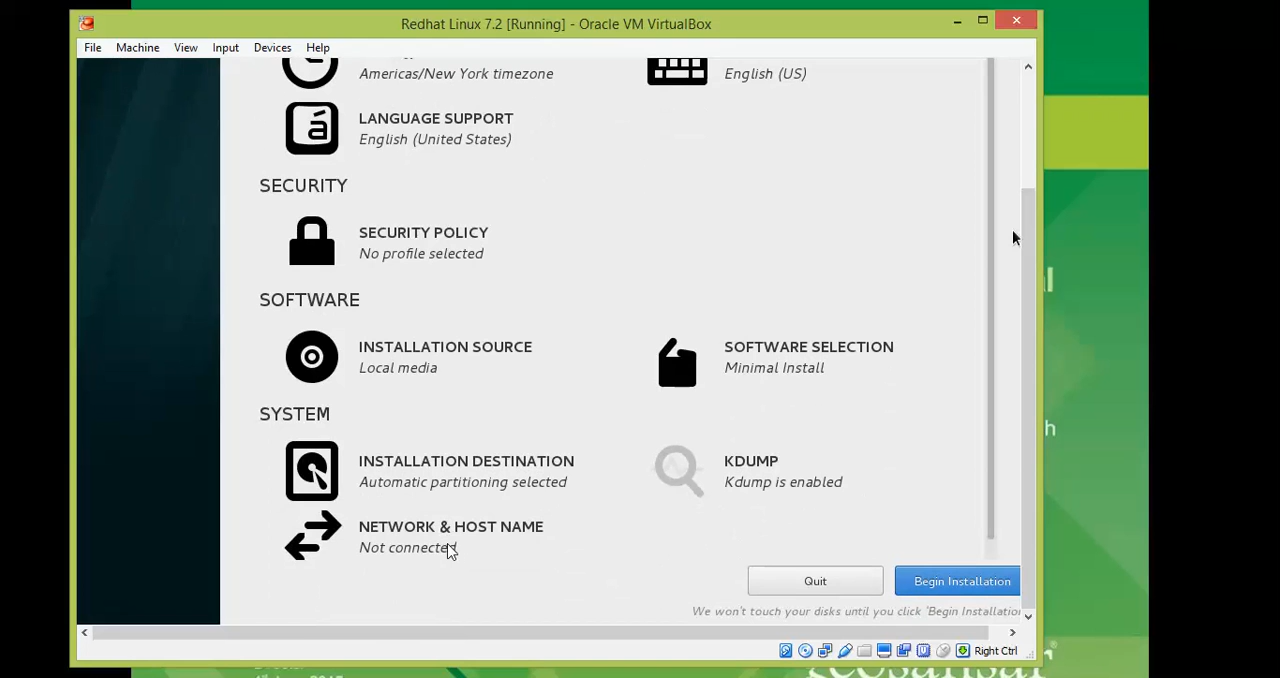 Redhat Linux 7.2 [Running] - Oracle VM VirtualBox
File Machine View Input Devices Help
Americas/New York timezone
English (US)
LANGUAGE SUPPORT
English (United States)
SECURITY
SECURITY POLICY
No profile selected
SOFTWARE
INSTALLATION SOURCE
Local media
SOFTWARE SELECTION
Minimal Install
SYSTEM
INSTALLATION DESTINATION
Automatic partitioning selected
KDUMP
Kdump is enabled
NETWORK & HOST NAME
Not connected
Quit
Begin Installation
We won't touch your disks until you click 'Begin Installation
Right Ctrl